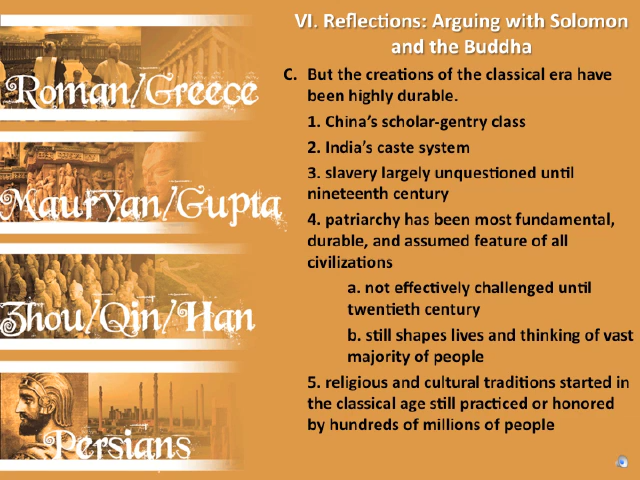 VI. Reflections: Arguing with Solomon
and the Buddha
Roman/Greece
Mauryan/Gupta
Zhou/Qin/Han
Persians
C. But the creations of the classical era have
been highly durable.
1. China’s scholar-gentry class
2. India’s caste system
3. slavery largely unquestioned until
nineteenth century
4. patriarchy has been most fundamental,
durable, and assumed feature of all
civilizations
a. not effectively challenged until
twentieth century
b. still shapes lives and thinking of vast
majority of people
5. religious and cultural traditions started in
the classical age still practiced or honored
by hundreds of millions of people